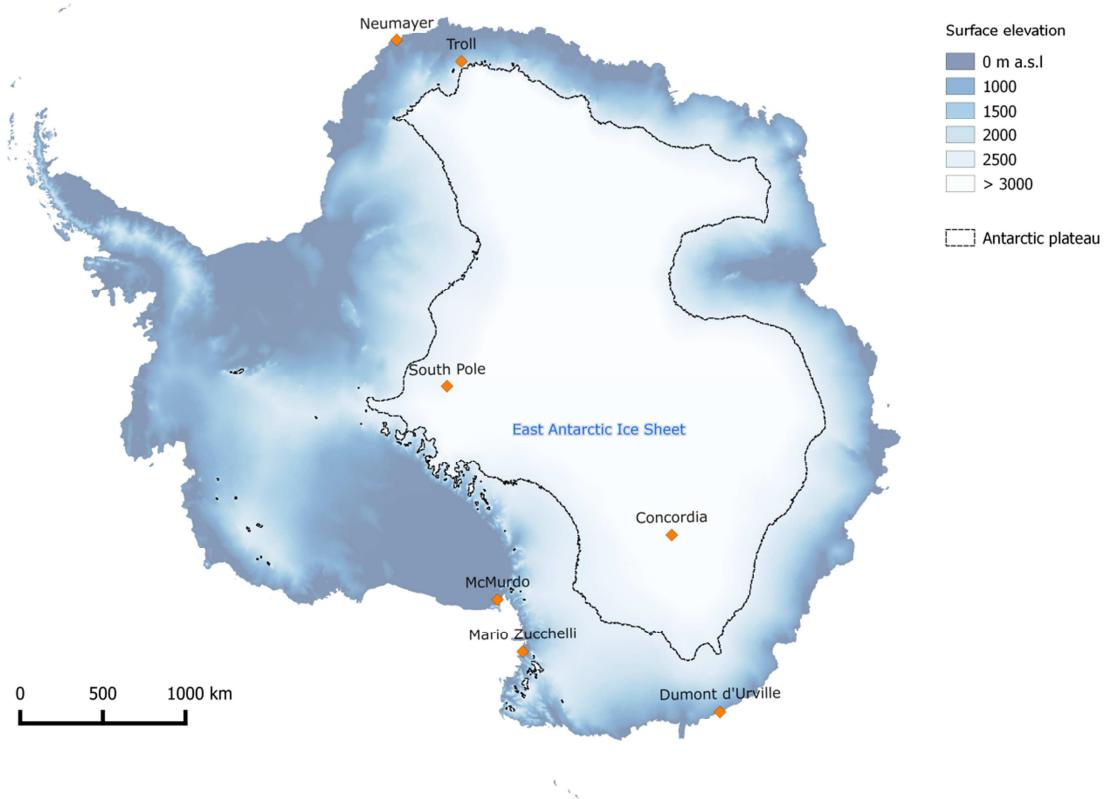 Neumayer
Troll
Surface elevation
0 m a.s.l
1000
1500
2000
2500
> 3000
Antarctic plateau
South Pole
East Antarctic Ice Sheet
Concordia
McMurdo
Mario Zucchelli
Dumont d'Urville
0 500 1000 km